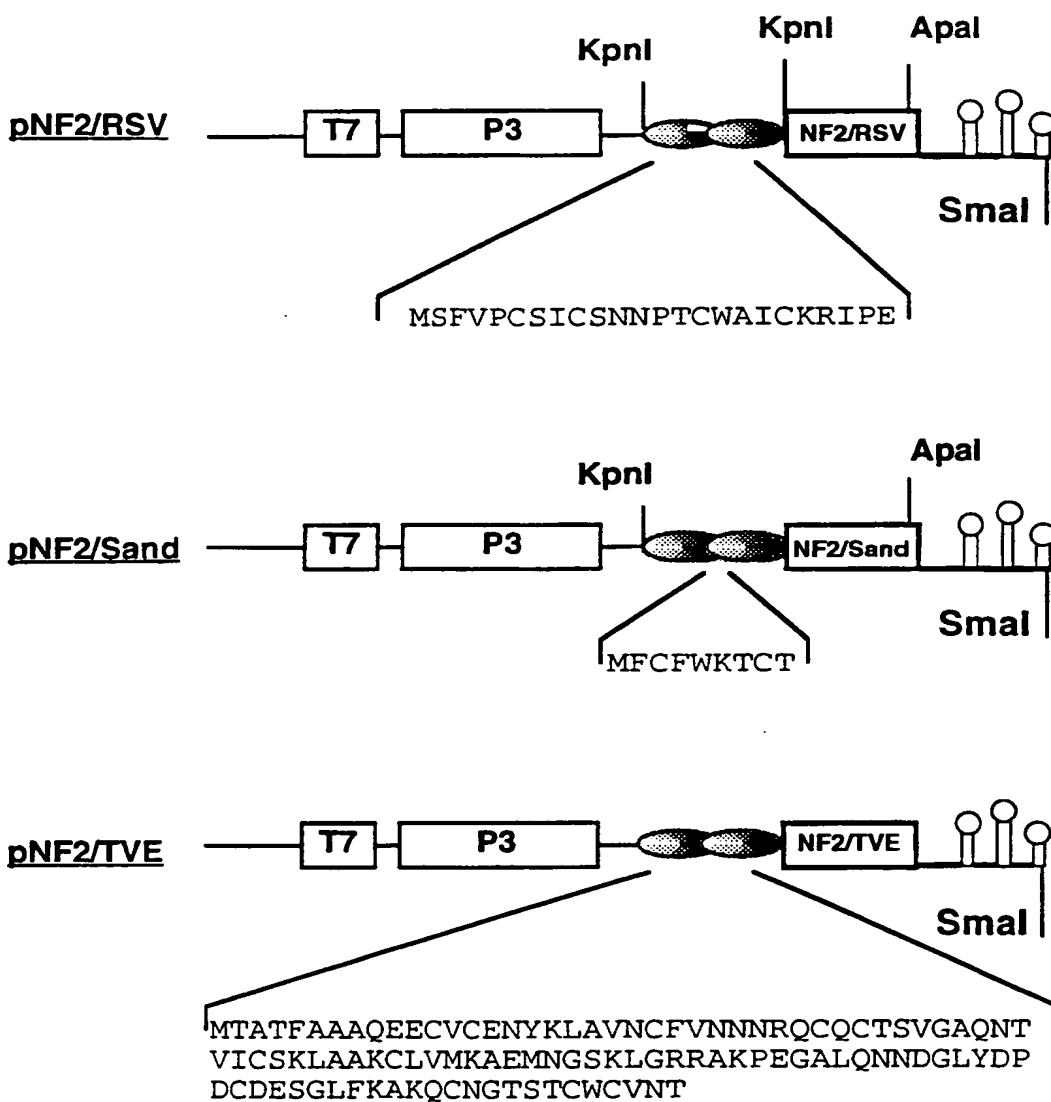 KpnI KpnI ApaI
pNF2/RSV T7 P3 NF2/RSV
SmaI
MSFVPCSICSNNPTCWAICKRIPE
ApaI
KpnI
pNF2/Sand T7 P3 NF2/Sand
SmaI
MFCFWKTCT
pNF2/TVE T7 P3 NF2/TVE
SmaI
MTATFAAAQEECVCENYKLAVNCFVNNNRQCQCTSVGAQNT
VICSKLAAKCLVMKAEMNGSKLGRRAKPEGALQNNDGLYDP
DCDESGLFKAKQCNGTSTCWCVNT